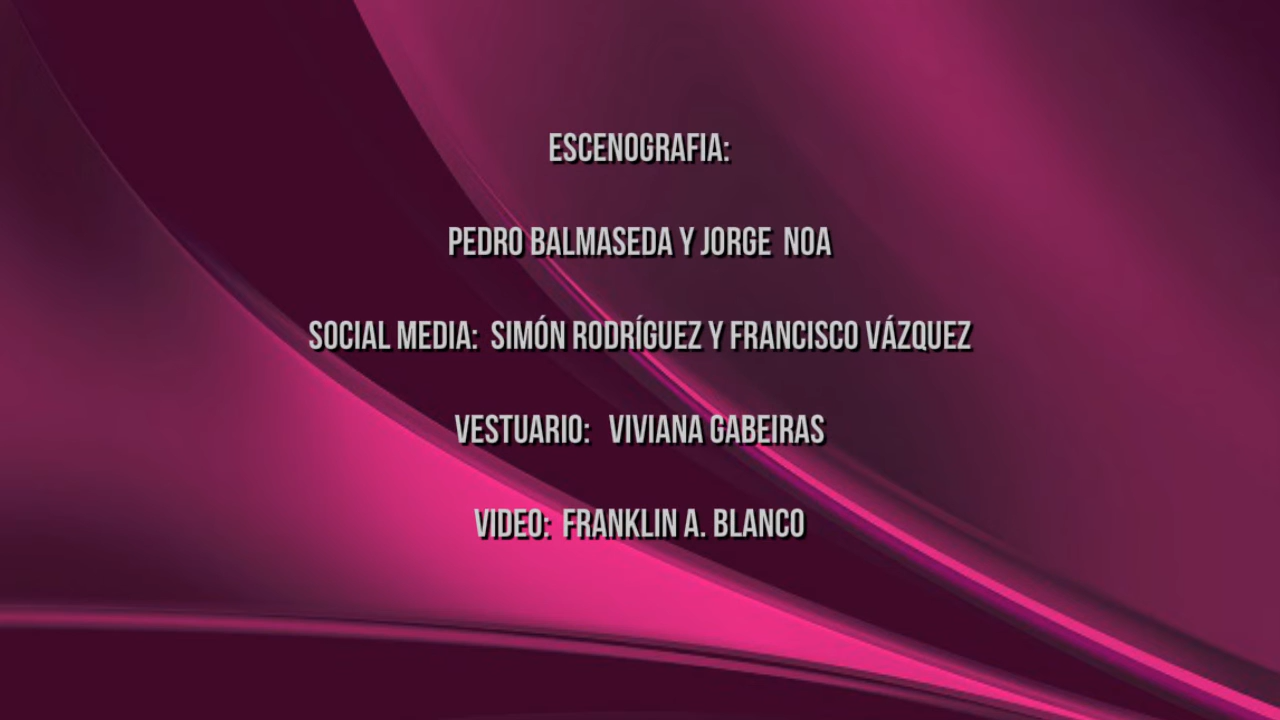 ESCENOGRAFIA:
PEDRO BALMASEDA Y JORGE  NOA
SOCIAL MEDIA:  SIMÓN RODRÍGUEZ Y FRANCISCO VÁZQUEZ
VESTUARIO:   VIVIANA GABEIRAS
VIDEO:  FRANKLIN A. BLANCO